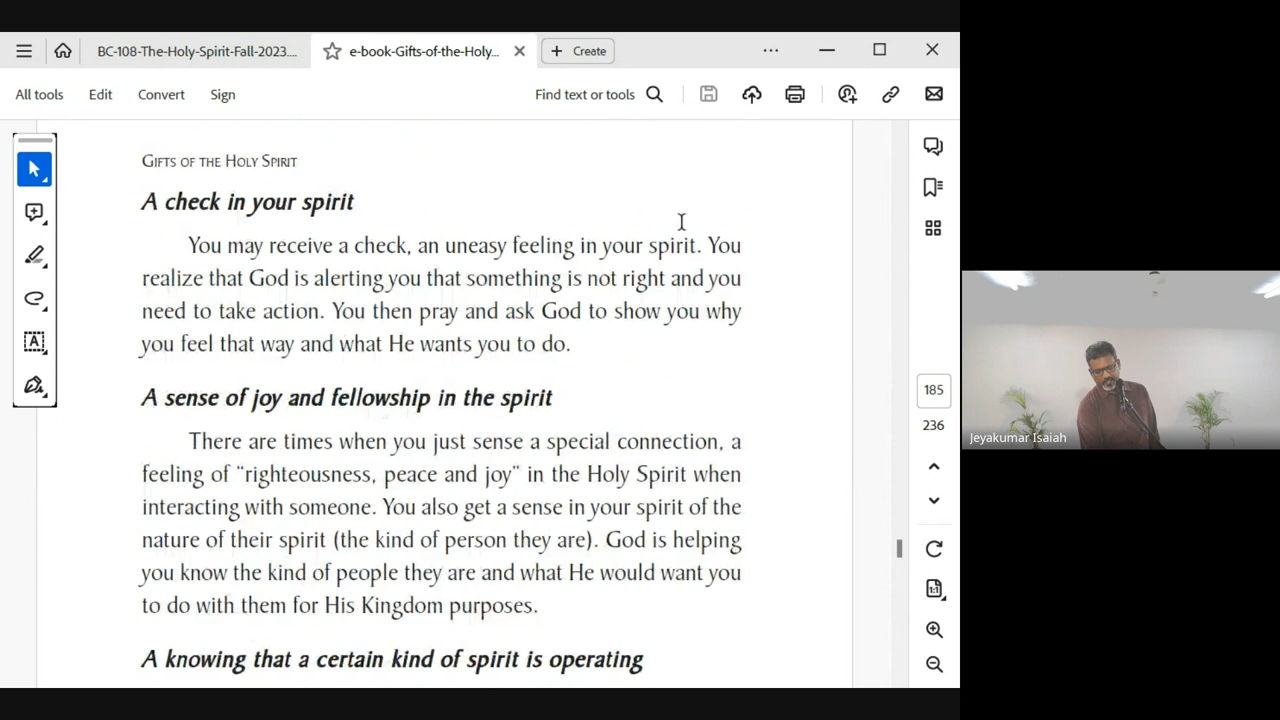 BC-108-The-Holy-Spirit-Fall-2023....
e-book-Gifts-of-the-Holy...
Create
All tools
Edit
Convert
Sign
Find text or tools
GIFTS OF THE HOLY SPIRIT
A check in your spirit
You may receive a check, an uneasy feeling in your spirit. You
realize that God is alerting you that something is not right and you
need to take action. You then pray and ask God to show you why
you feel that way and what He wants you to do.
A sense of joy and fellowship in the spirit
There are times when you just sense a special connection, a
feeling of "righteousness, peace and joy" in the Holy Spirit when
interacting with someone. You also get a sense in your spirit of the
nature of their spirit (the kind of person they are). God is helping
you know the kind of people they are and what He would want you
to do with them for His Kingdom purposes.
A knowing that a certain kind of spirit is operating
185
236
1:1
Jeyakumar Isaiah